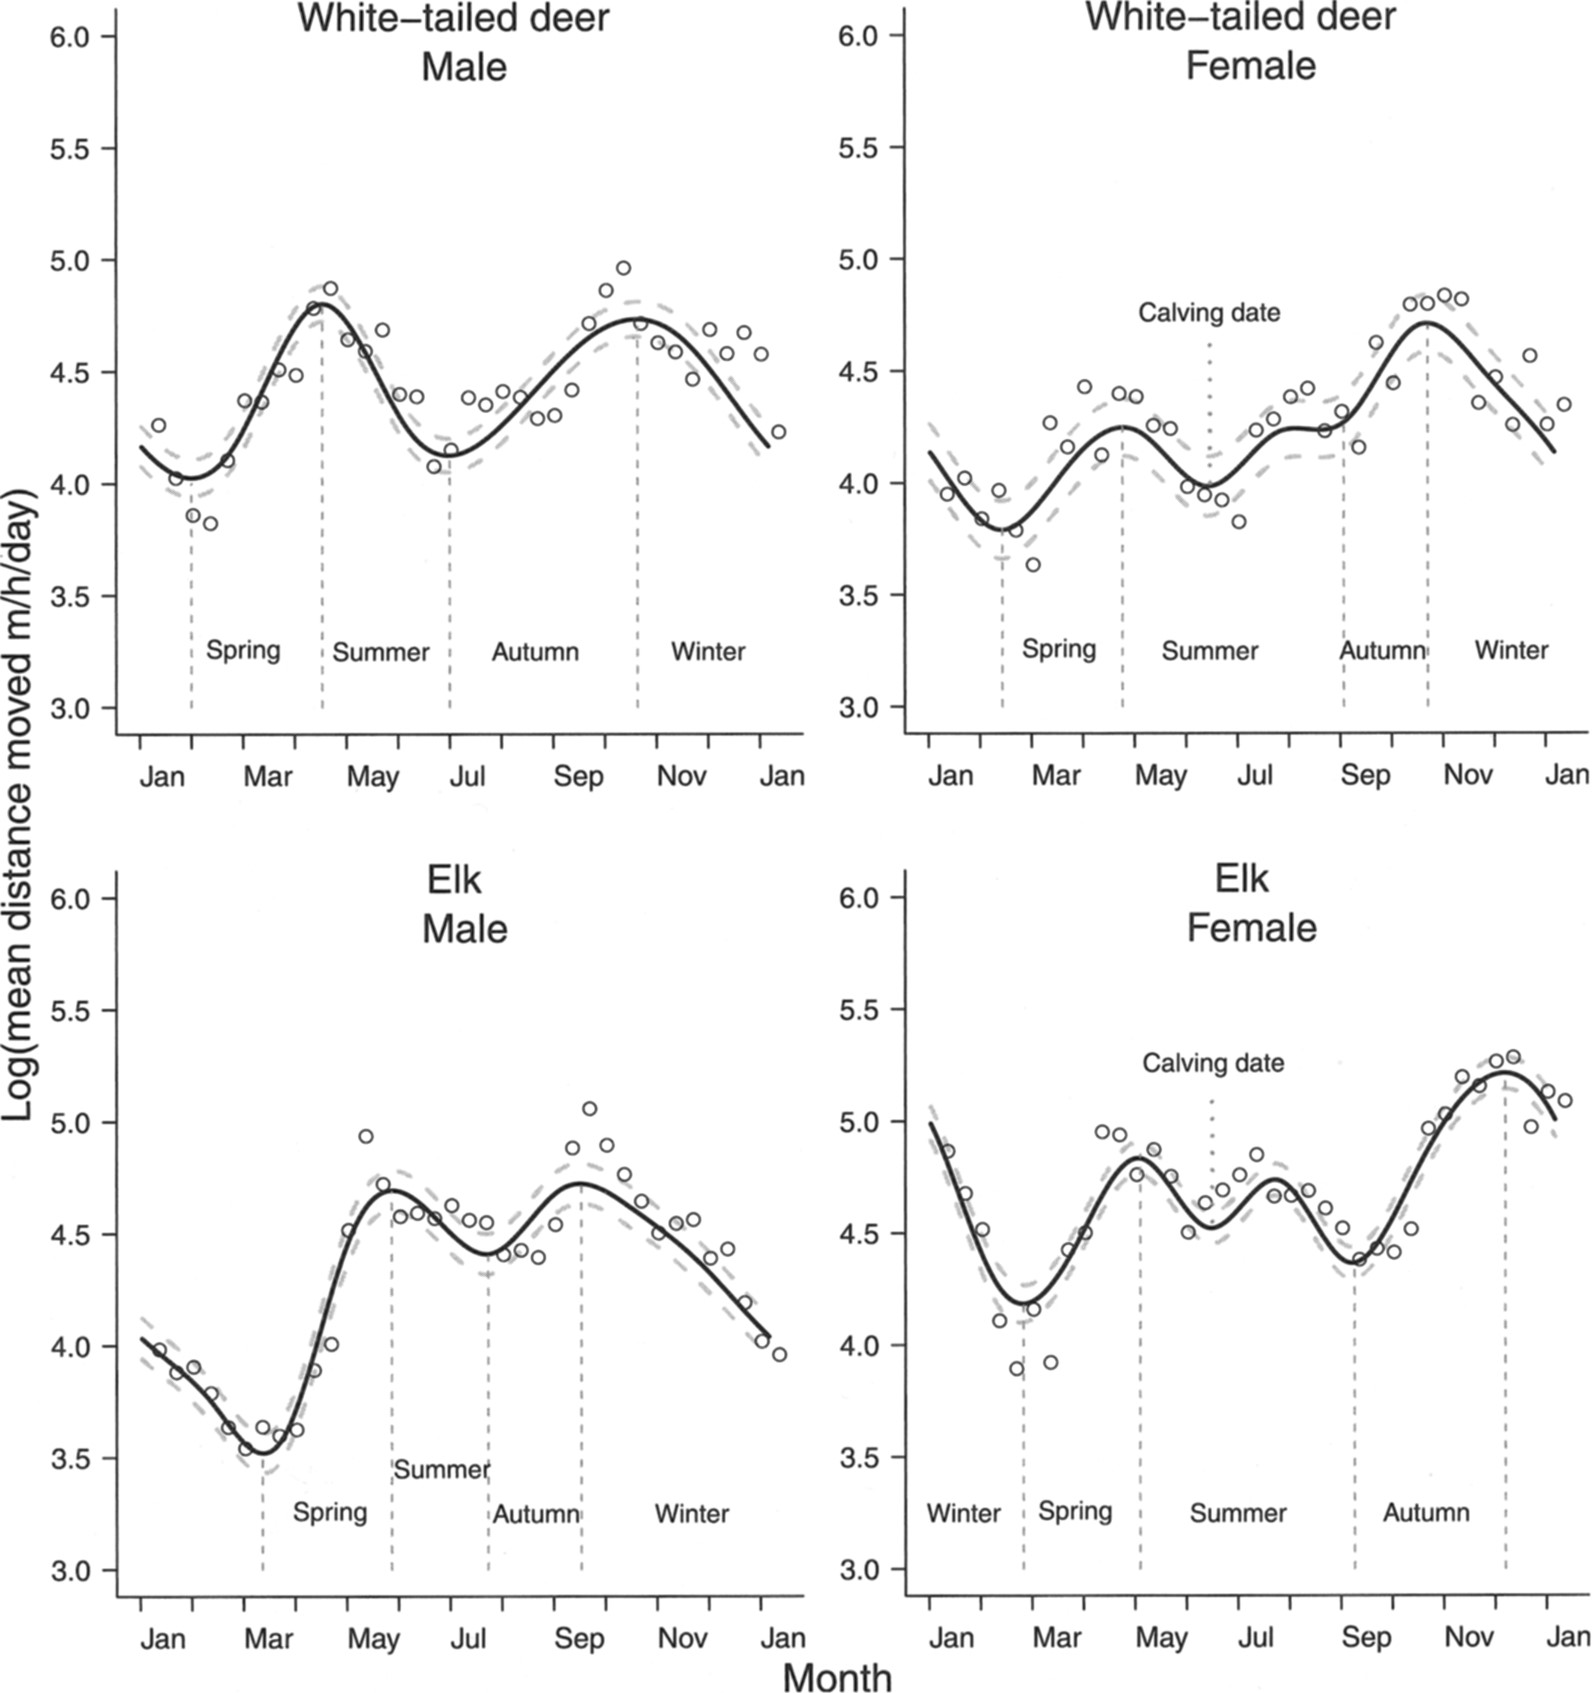 White–tailed deer
Male
6.0
5.5
5.0
4.5
4.0
3.5
3.0
Spring
Summer
Autumn
Winter
Jan
Mar
May
Jul
Sep
Nov
Jan
White–tailed deer
Female
6.0
5.5
5.0
4.5
4.0
3.5
3.0
Calving date
Spring
Summer
Autumn
Winter
Jan
Mar
May
Jul
Sep
Nov
Jan
Log(mean distance moved m/h/day)
Elk
Male
6.0
5.5
5.0
4.5
4.0
3.5
3.0
Spring
Summer
Autumn
Winter
Jan
Mar
May
Jul
Sep
Nov
Jan
Elk
Female
6.0
5.5
5.0
4.5
4.0
3.5
3.0
Calving date
Winter
Spring
Summer
Autumn
Jan
Mar
May
Jul
Sep
Nov
Jan
Month